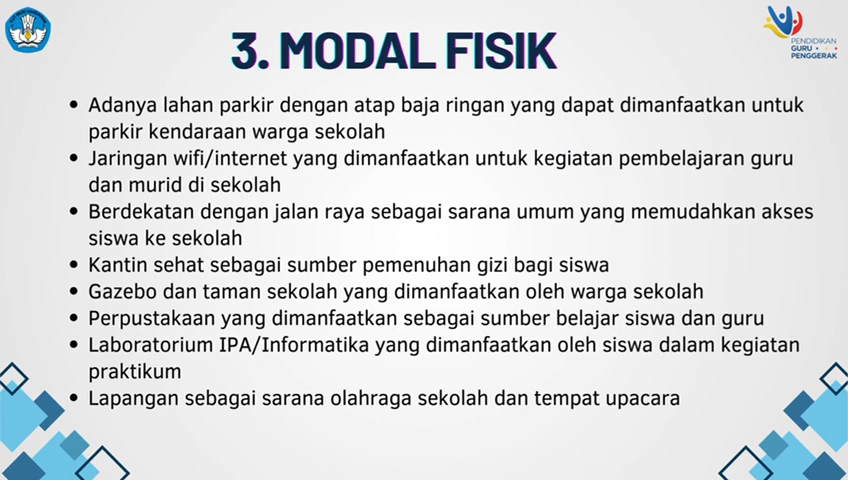 3. MODAL FISIK
PENDIDIKAN
GURU
PENGGERAK
• Adanya lahan parkir dengan atap baja ringan yang dapat dimanfaatkan untuk
parkir kendaraan warga sekolah
• Jaringan wifi/internet yang dimanfaatkan untuk kegiatan pembelajaran guru
dan murid di sekolah
• Berdekatan dengan jalan raya sebagai sarana umum yang memudahkan akses
siswa ke sekolah
• Kantin sehat sebagai sumber pemenuhan gizi bagi siswa
• Gazebo dan taman sekolah yang dimanfaatkan oleh warga sekolah
• Perpustakaan yang dimanfaatkan sebagai sumber belajar siswa dan guru
• Laboratorium IPA/Informatika yang dimanfaatkan oleh siswa dalam kegiatan
praktikum
• Lapangan sebagai sarana olahraga sekolah dan tempat upacara